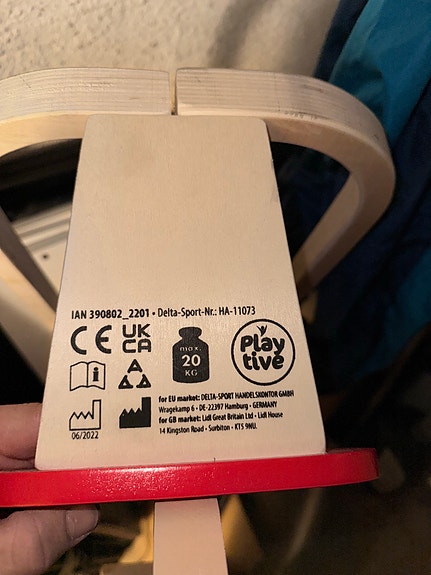 IAN 390802_2201 • Delta-Sport-Nr.: HA-11073
CE
UK
CA
max.
20
KG
Play
tive
i
06/2022
for EU market: DELTA-SPORT HANDELSKONTOR GMBH
Wragekamp 6 • DE-22397 Hamburg • GERMANY
for GB market: Lidl Great Britain Ltd • Lidl House
14 Kingston Road • Surbiton • KT5 9NU.